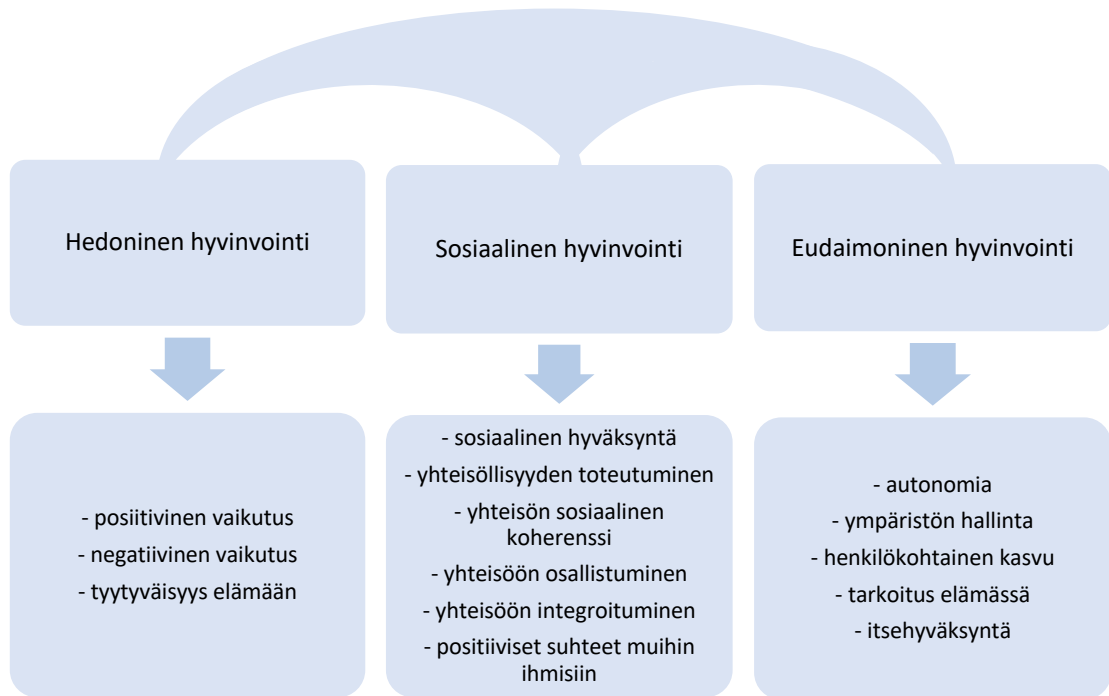 Hedoninen hyvinvointi
Sosiaalinen hyvinvointi
Eudaimoninen hyvinvointi
- posiitivinen vaikutus
- negatiivinen vaikutus
- tyytyväisyys elämään
- sosiaalinen hyväksyntä
- yhteisöllisyyden toteutuminen
- yhteisön sosiaalinen
koherenssi
- yhteisöön osallistuminen
- yhteisöön integroituminen
- positiiviset suhteet muihin
ihmisiin
- autonomia
- ympäristön hallinta
- henkilökohtainen kasvu
- tarkoitus elämässä
- itsehyväksyntä